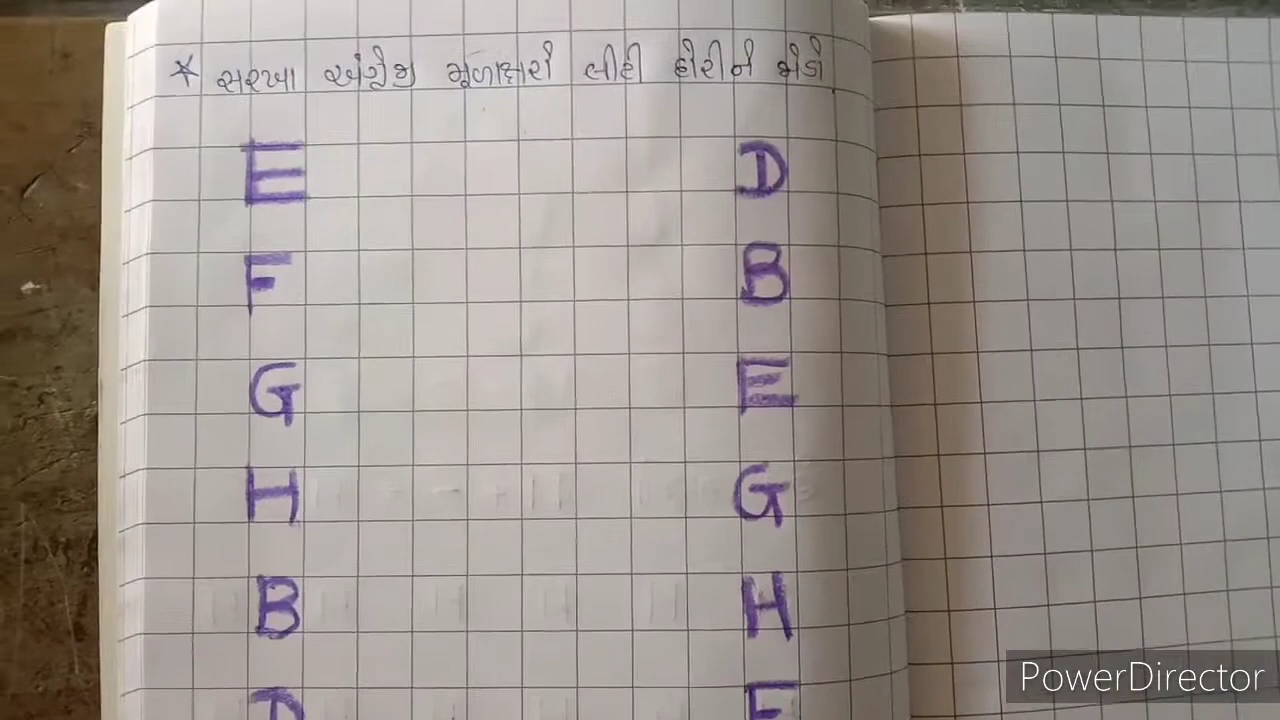 * સરખા અંગ્રેજી મૂળાક્ષરો લીટી દોરીને જોડો.
E D
F B
G E
H G
B H
D F
PowerDirector